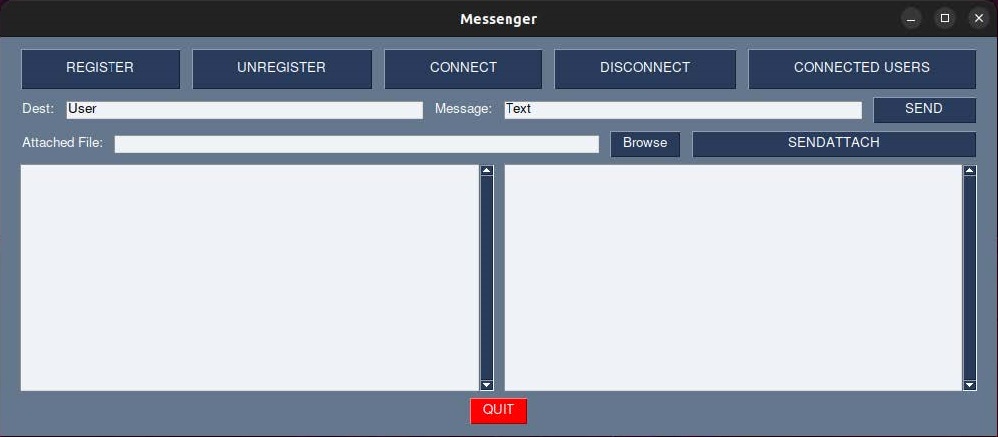 Messenger
REGISTER UNREGISTER CONNECT DISCONNECT CONNECTED USERS
Dest: User Message: Text SEND
Attached File: Browse SENDATTACH
QUIT